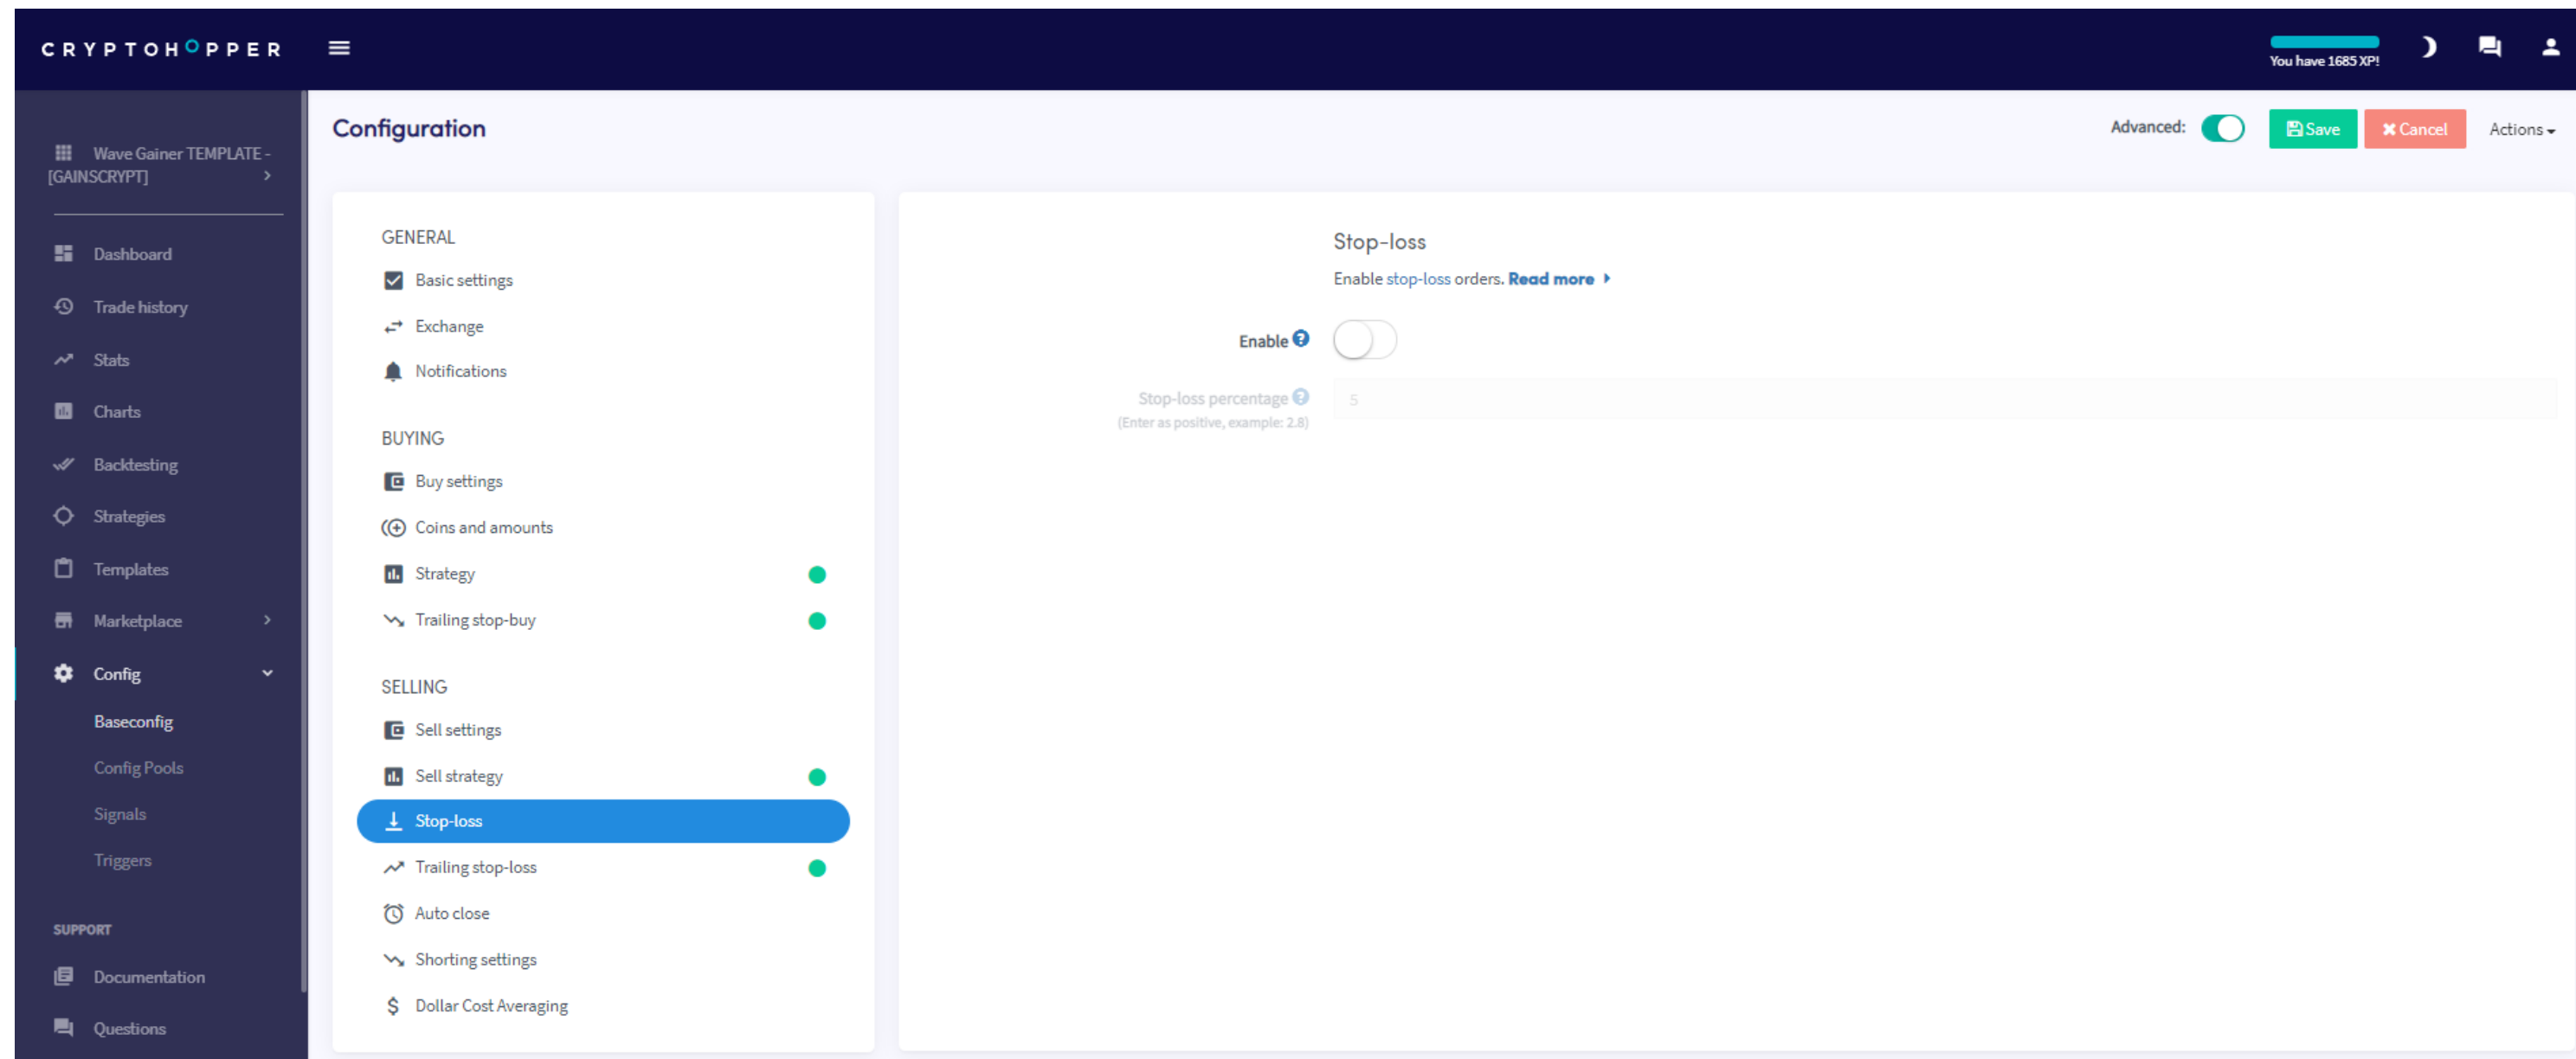 CRYPTOHOPPER
You have 1685 XP!
Wave Gainer TEMPLATE -
[GAINSCRYPT]
Dashboard
Trade history
Stats
Charts
Backtesting
Strategies
Templates
Marketplace
Config
Baseconfig
Config Pools
Signals
Triggers
SUPPORT
Documentation
Questions
Configuration
Advanced:
Save
Cancel
Actions
GENERAL
Basic settings
Exchange
Notifications
BUYING
Buy settings
Coins and amounts
Strategy
Trailing stop-buy
SELLING
Sell settings
Sell strategy
Stop-loss
Trailing stop-loss
Auto close
Shorting settings
Dollar Cost Averaging
Stop-loss
Enable stop-loss orders. Read more
Enable
Stop-loss percentage 5
(Enter as positive, example: 2.8)